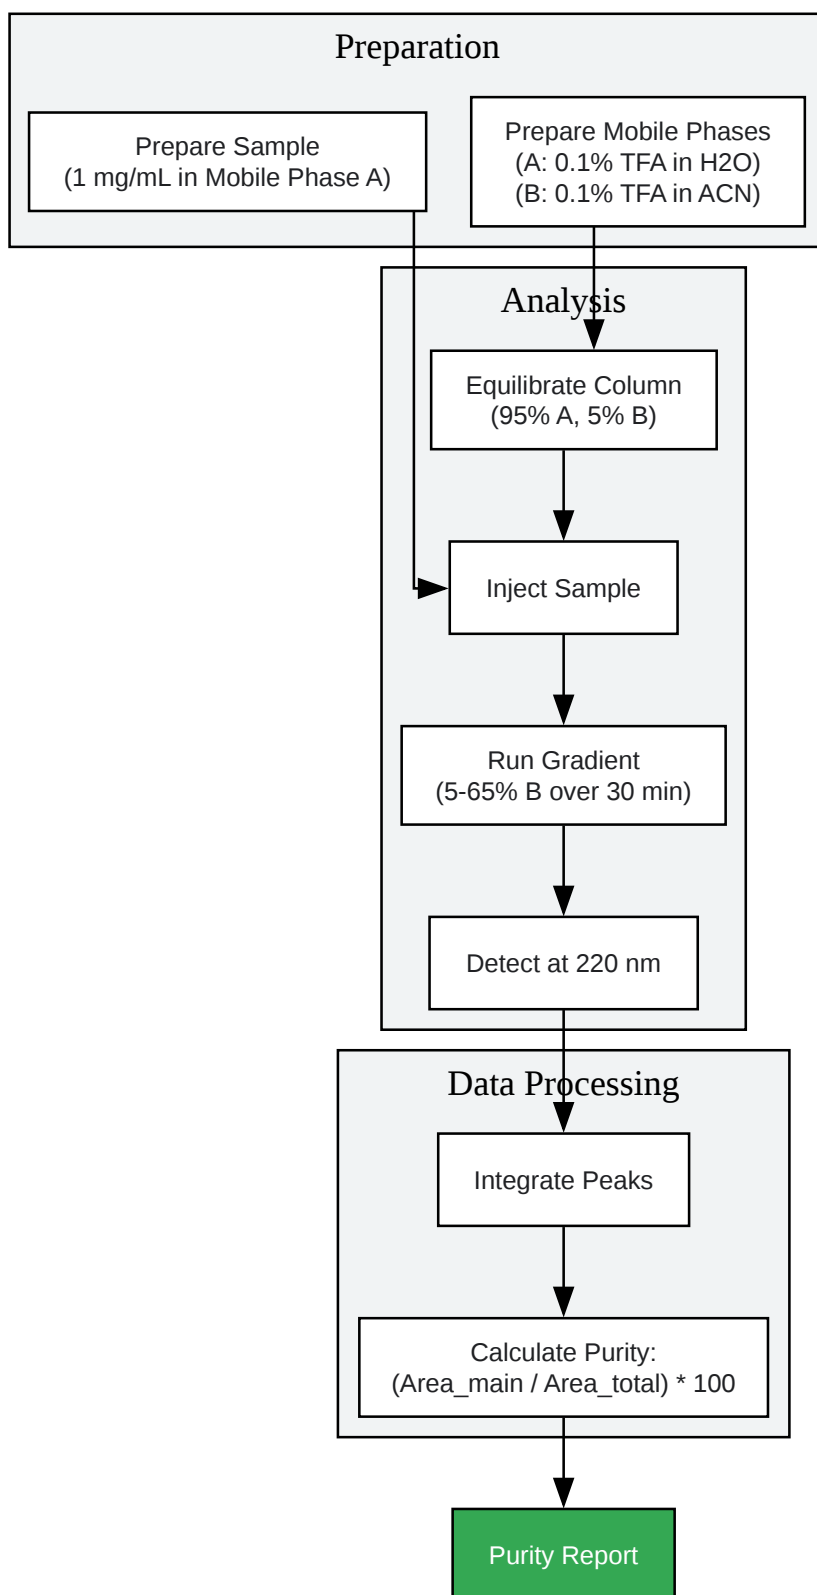 Preparation
Prepare Sample
(1 mg/mL in Mobile Phase A)
Prepare Mobile Phases
(A: 0.1% TFA in H2O)
(B: 0.1% TFA in ACN)
Analysis
Equilibrate Column
(95% A, 5% B)
Inject Sample
Run Gradient
(5-65% B over 30 min)
Detect at 220 nm
Data Processing
Integrate Peaks
Calculate Purity:
(Area_main / Area_total) * 100
Purity Report